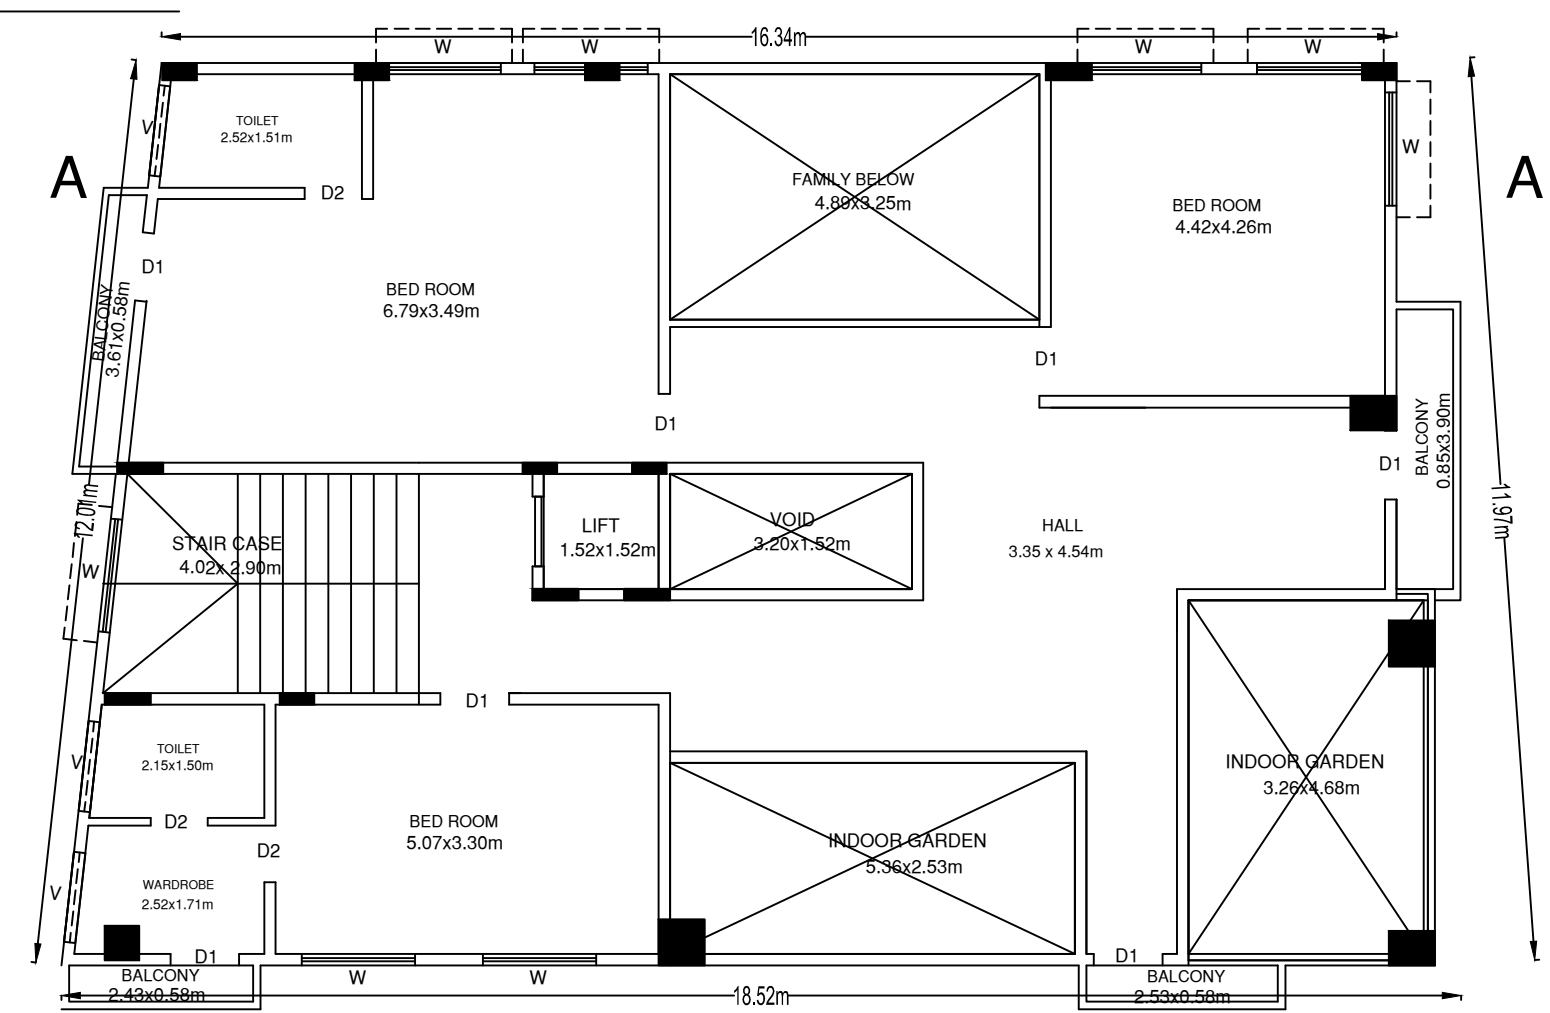 16.34m
W
W
W
W
A
V
TOILET
2.52x1.51m
D2
FAMILY BELOW
4.89x3.25m
W
A
BED ROOM
4.42x4.26m
D1
BALCONY
3.61x0.58m
BED ROOM
6.79x3.49m
D1
D1
BALCONY
0.85x3.90m
D1
12.01m
11.97m
STAIR CASE
4.02x 2.90m
W
LIFT
1.52x1.52m
VOID
3.20x1.52m
HALL
3.35 x 4.54m
D1
V
TOILET
2.15x1.50m
D2
D2
BED ROOM
5.07x3.30m
INDOOR GARDEN
5.36x2.53m
INDOOR GARDEN
3.26x4.68m
V
WARDROBE
2.52x1.71m
D1
D1
BALCONY
2.43x0.58m
W
W
BALCONY
2.53x0.58m
18.52m